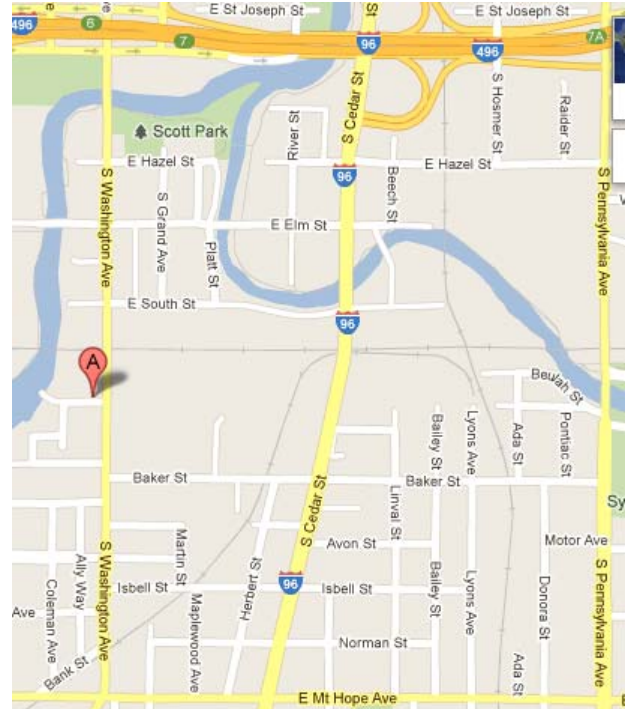 E St Joseph St
St
E St Joseph St
496
6
7
96
496
7A
S Cedar St
S Hosmer St
Raider St
Scott Park
River St
E Hazel St
Beech St
E Hazel St
96
S Washington Ave
S Grand Ave
Platt St
E Elm St
S Pennsylvania Ave
E South St
96
A
Beulah St
Baker St
Bailey St
Lyons Ave
Ada St
Pontiac St
Baker St
Linval St
Sy
S Cedar St
Avon St
Motor Ave
S Washington Ave
Ally Way
Coleman Ave
Martin St
Isbell St
Maplewood Ave
Herbert St
96
Isbell St
Bailey St
Lyons Ave
Donora St
S Pennsylvania Ave
Ave
Norman St
Ada St
Bank St
E Mt Hope Ave